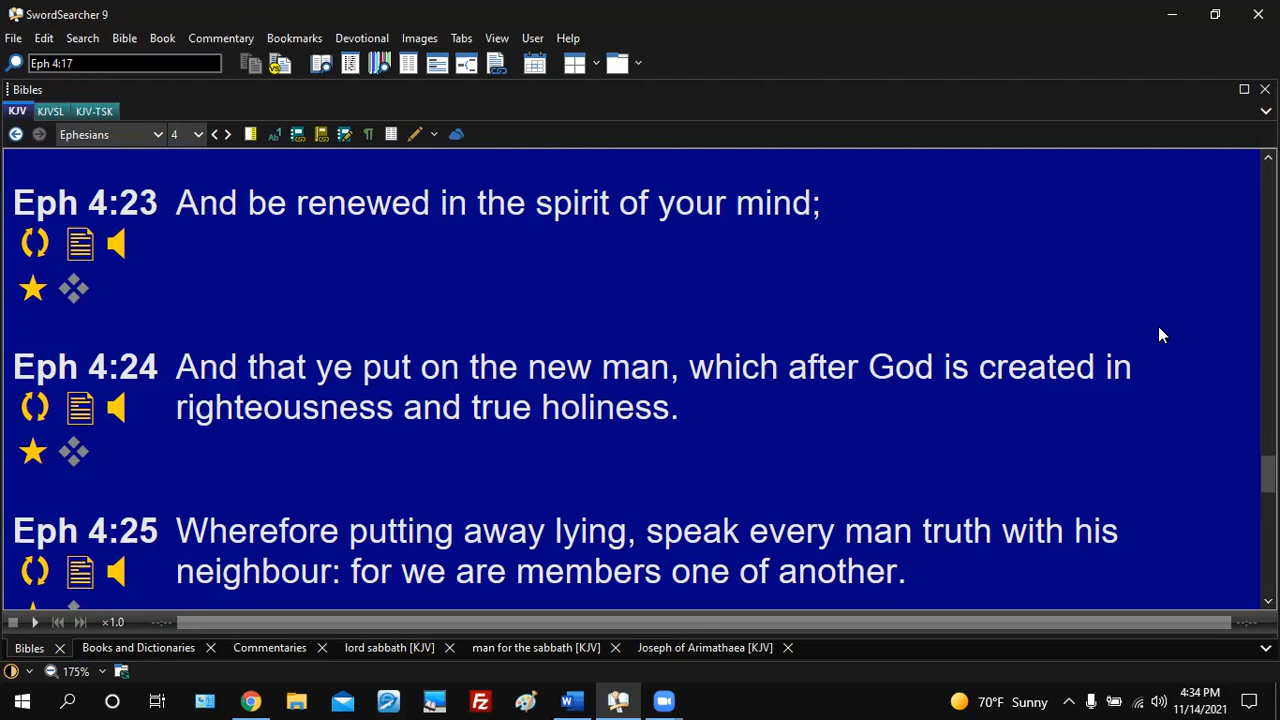 SwordSearcher 9
File Edit Search Bible Book Commentary Bookmarks Devotional Images Tabs View User Help
Eph 4:17
Bibles
KJV KJVSL KJV-TSK
Ephesians 4
Eph 4:23 And be renewed in the spirit of your mind;
Eph 4:24 And that ye put on the new man, which after God is created in
righteousness and true holiness.
Eph 4:25 Wherefore putting away lying, speak every man truth with his
neighbour: for we are members one of another.
×1.0 --:-- --:--
Bibles Books and Dictionaries Commentaries lord sabbath [KJV] man for the sabbath [KJV] Joseph of Arimathaea [KJV]
175%
70°F Sunny 4:34 PM
11/14/2021